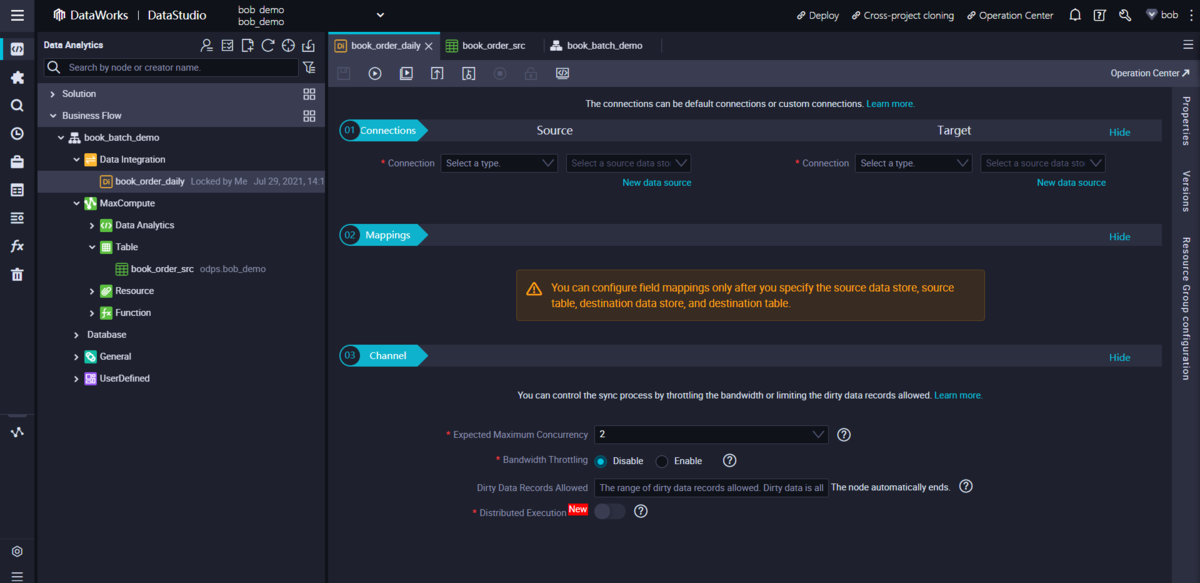 DataWorks | DataStudio
bob_demo
bob_demo
Deploy
Cross-project cloning
Operation Center
bob
Data Analytics
Search by node or creator name.
Solution
Business Flow
book_batch_demo
Data Integration
Di book_order_daily Locked by Me Jul 29, 2021, 14:1
MaxCompute
Data Analytics
Table
book_order_src odps.bob_demo
Resource
Function
Database
General
UserDefined
Di book_order_daily
book_order_src
book_batch_demo
Operation Center
The connections can be default connections or custom connections. Learn more.
01 Connections Source Target Hide
* Connection Select a type. Select a source data sto
* Connection Select a type. Select a source data sto
New data source
New data source
02 Mappings Hide
You can configure field mappings only after you specify the source data store, source
table, destination data store, and destination table.
03 Channel Hide
You can control the sync process by throttling the bandwidth or limiting the dirty data records allowed. Learn more.
* Expected Maximum Concurrency 2
* Bandwidth Throttling Disable Enable
Dirty Data Records Allowed The range of dirty data records allowed. Dirty data is all The node automatically ends.
* Distributed Execution New
Properties
Versions
Resource Group configuration